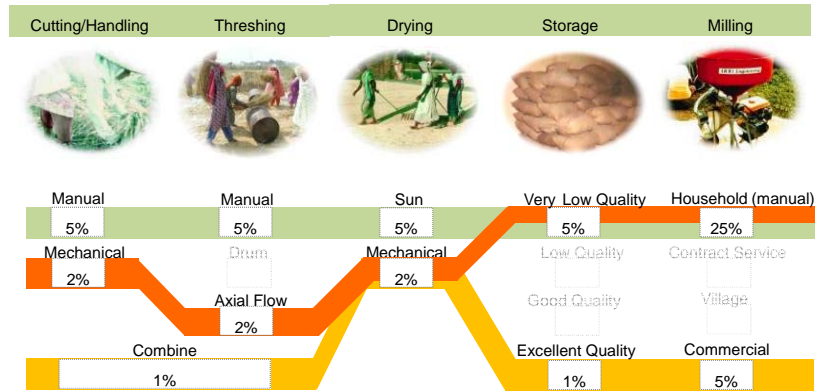 Cutting/Handling Threshing Drying Storage Milling
IRRI Engineering
Manual Manual Sun Very Low Quality Household (manual)
5% 5% 5% 5% 25%
Mechanical Drum Mechanical Low Quality Contract Service
2% 2%
Axial Flow Good Quality Village
2%
Combine Excellent Quality Commercial
1% 1% 5%